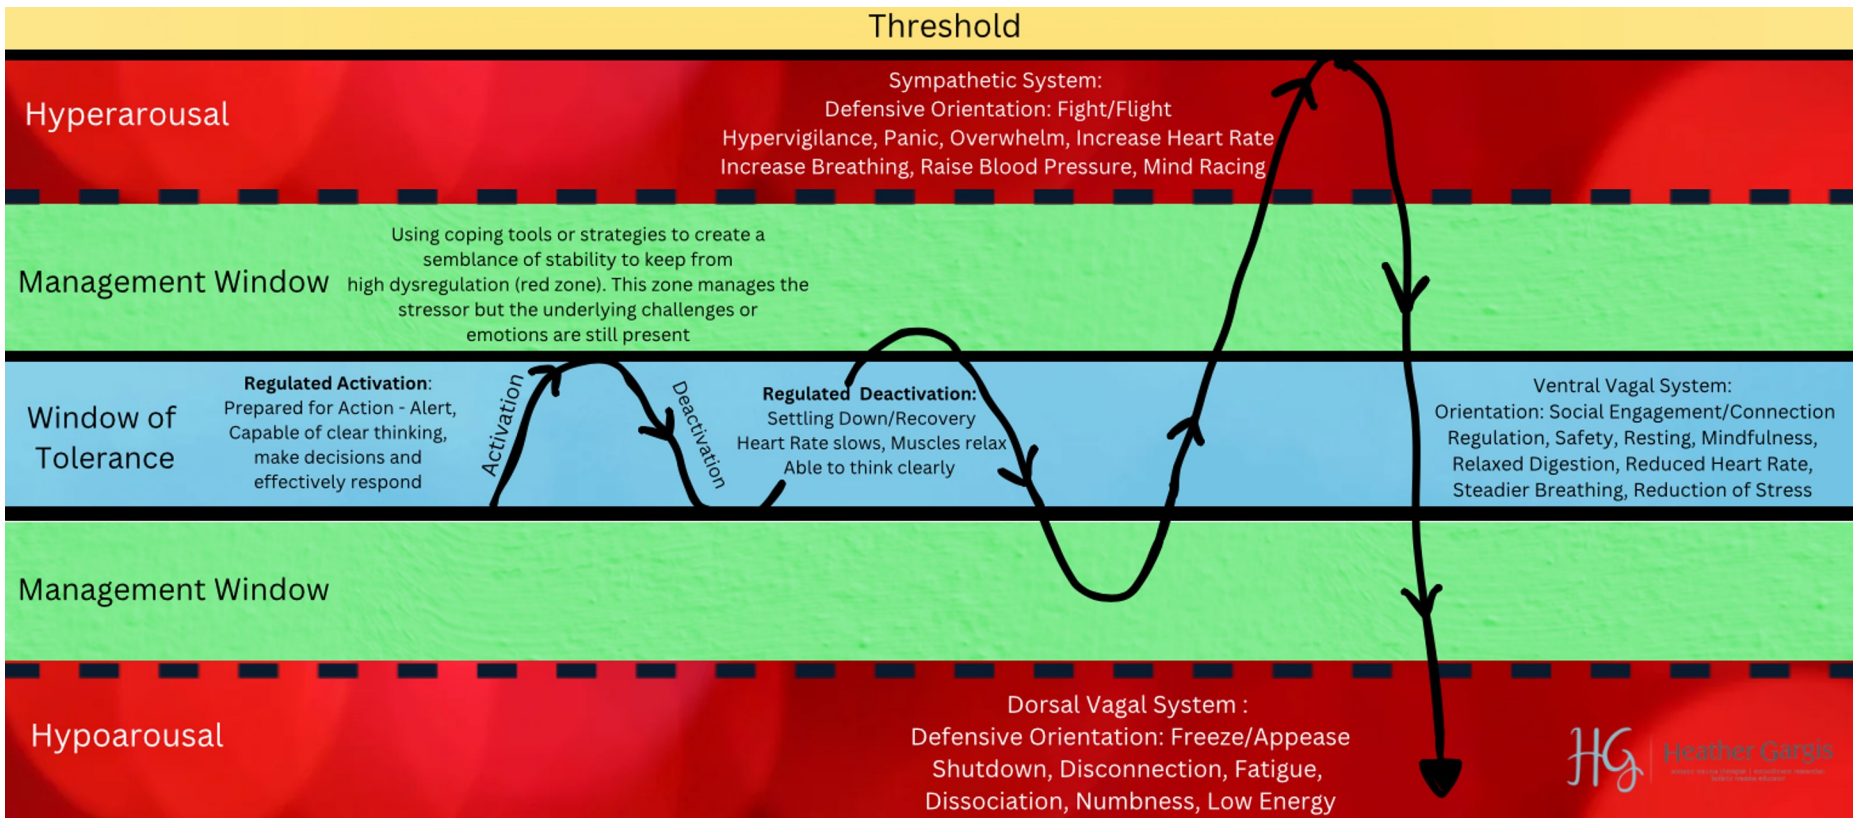 Threshold
Hyperarousal
Sympathetic System:
Defensive Orientation: Fight/Flight
Hypervigilance, Panic, Overwhelm, Increase Heart Rate
Increase Breathing, Raise Blood Pressure, Mind Racing
Management Window
Using coping tools or strategies to create a
semblance of stability to keep from
high dysregulation (red zone). This zone manages the
stressor but the underlying challenges or
emotions are still present
Window of
Tolerance
Regulated Activation:
Prepared for Action - Alert,
Capable of clear thinking,
make decisions and
effectively respond
Activation
Deactivation
Regulated Deactivation:
Settling Down/Recovery
Heart Rate slows, Muscles relax
Able to think clearly
Ventral Vagal System:
Orientation: Social Engagement/Connection
Regulation, Safety, Resting, Mindfulness,
Relaxed Digestion, Reduced Heart Rate,
Steadier Breathing, Reduction of Stress
Management Window
Hypoarousal
Dorsal Vagal System :
Defensive Orientation: Freeze/Appease
Shutdown, Disconnection, Fatigue,
Dissociation, Numbness, Low Energy
HG
Heather Gargis